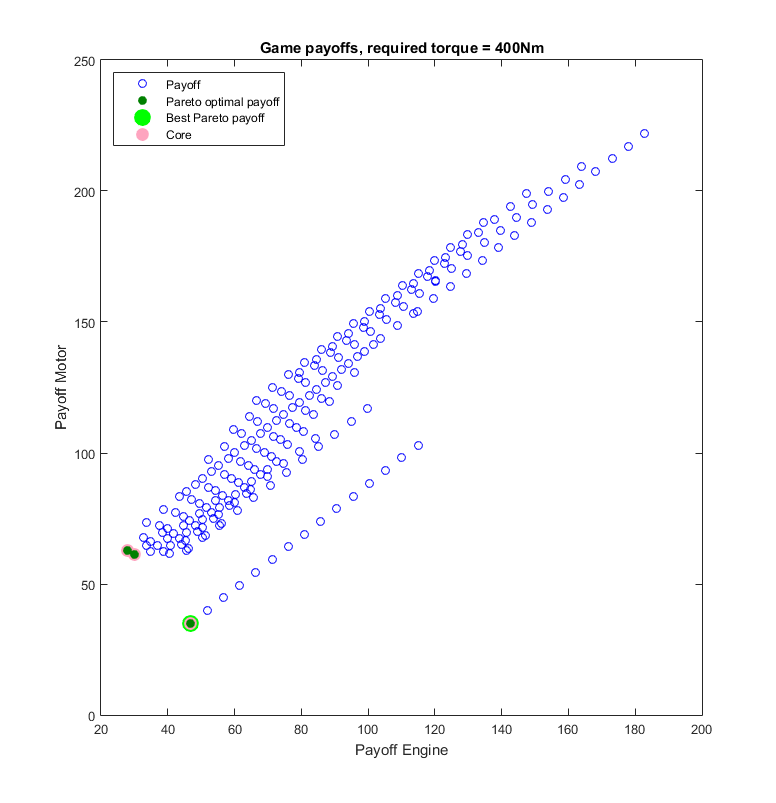 Game payoffs, required torque = 400Nm
Payoff
Pareto optimal payoff
Best Pareto payoff
Core
250
200
150
100
50
0
Payoff Motor
20 40 60 80 100 120 140 160 180 200
Payoff Engine